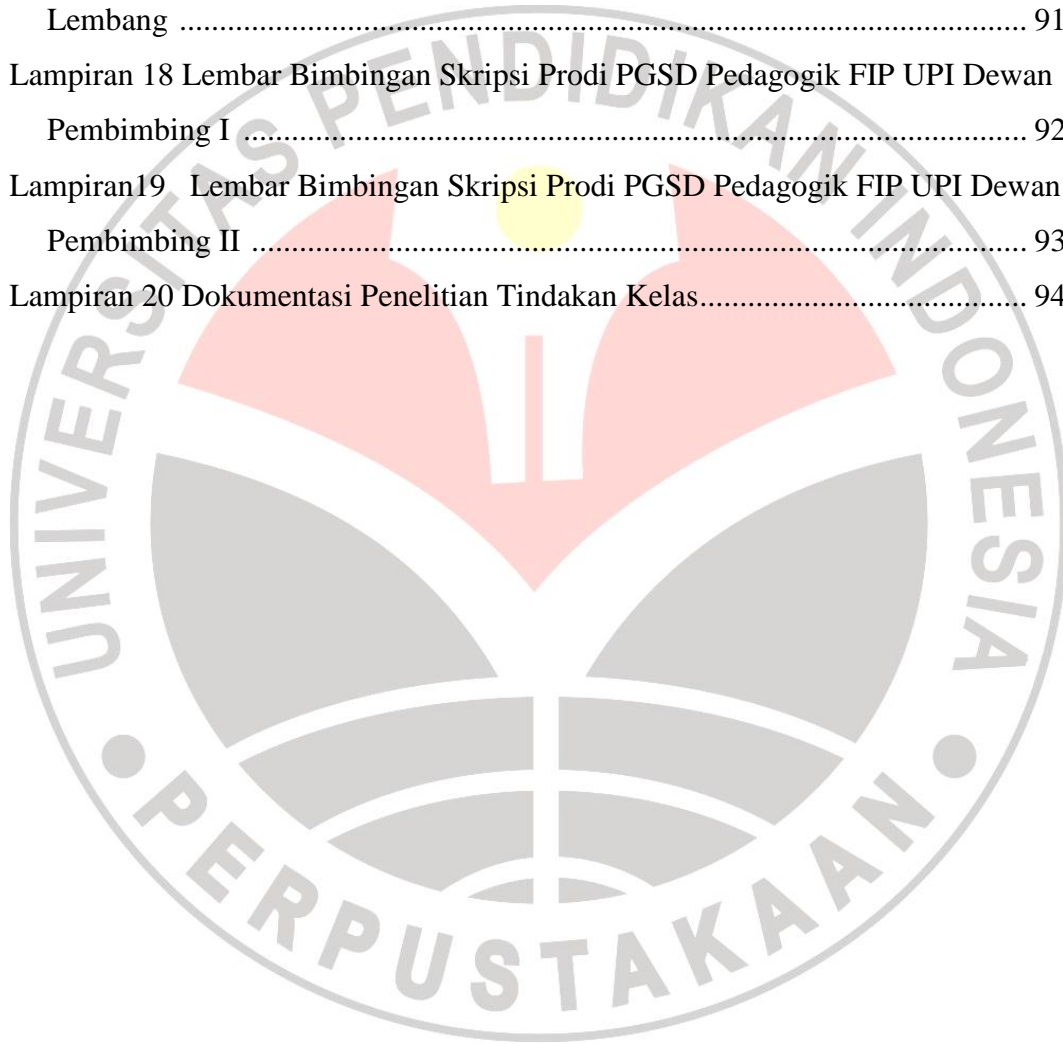 Lembang ........................................................................................................ 91
Lampiran 18 Lembar Bimbingan Skripsi Prodi PGSD Pedagogik FIP UPI Dewan
Pembimbing I ................................................................................................ 92
Lampiran19 Lembar Bimbingan Skripsi Prodi PGSD Pedagogik FIP UPI Dewan
Pembimbing II ............................................................................................... 93
Lampiran 20 Dokumentasi Penelitian Tindakan Kelas........................................ 94
UNIVERSITAS PENDIDIKAN INDONESIA
PERPUSTAKAAN